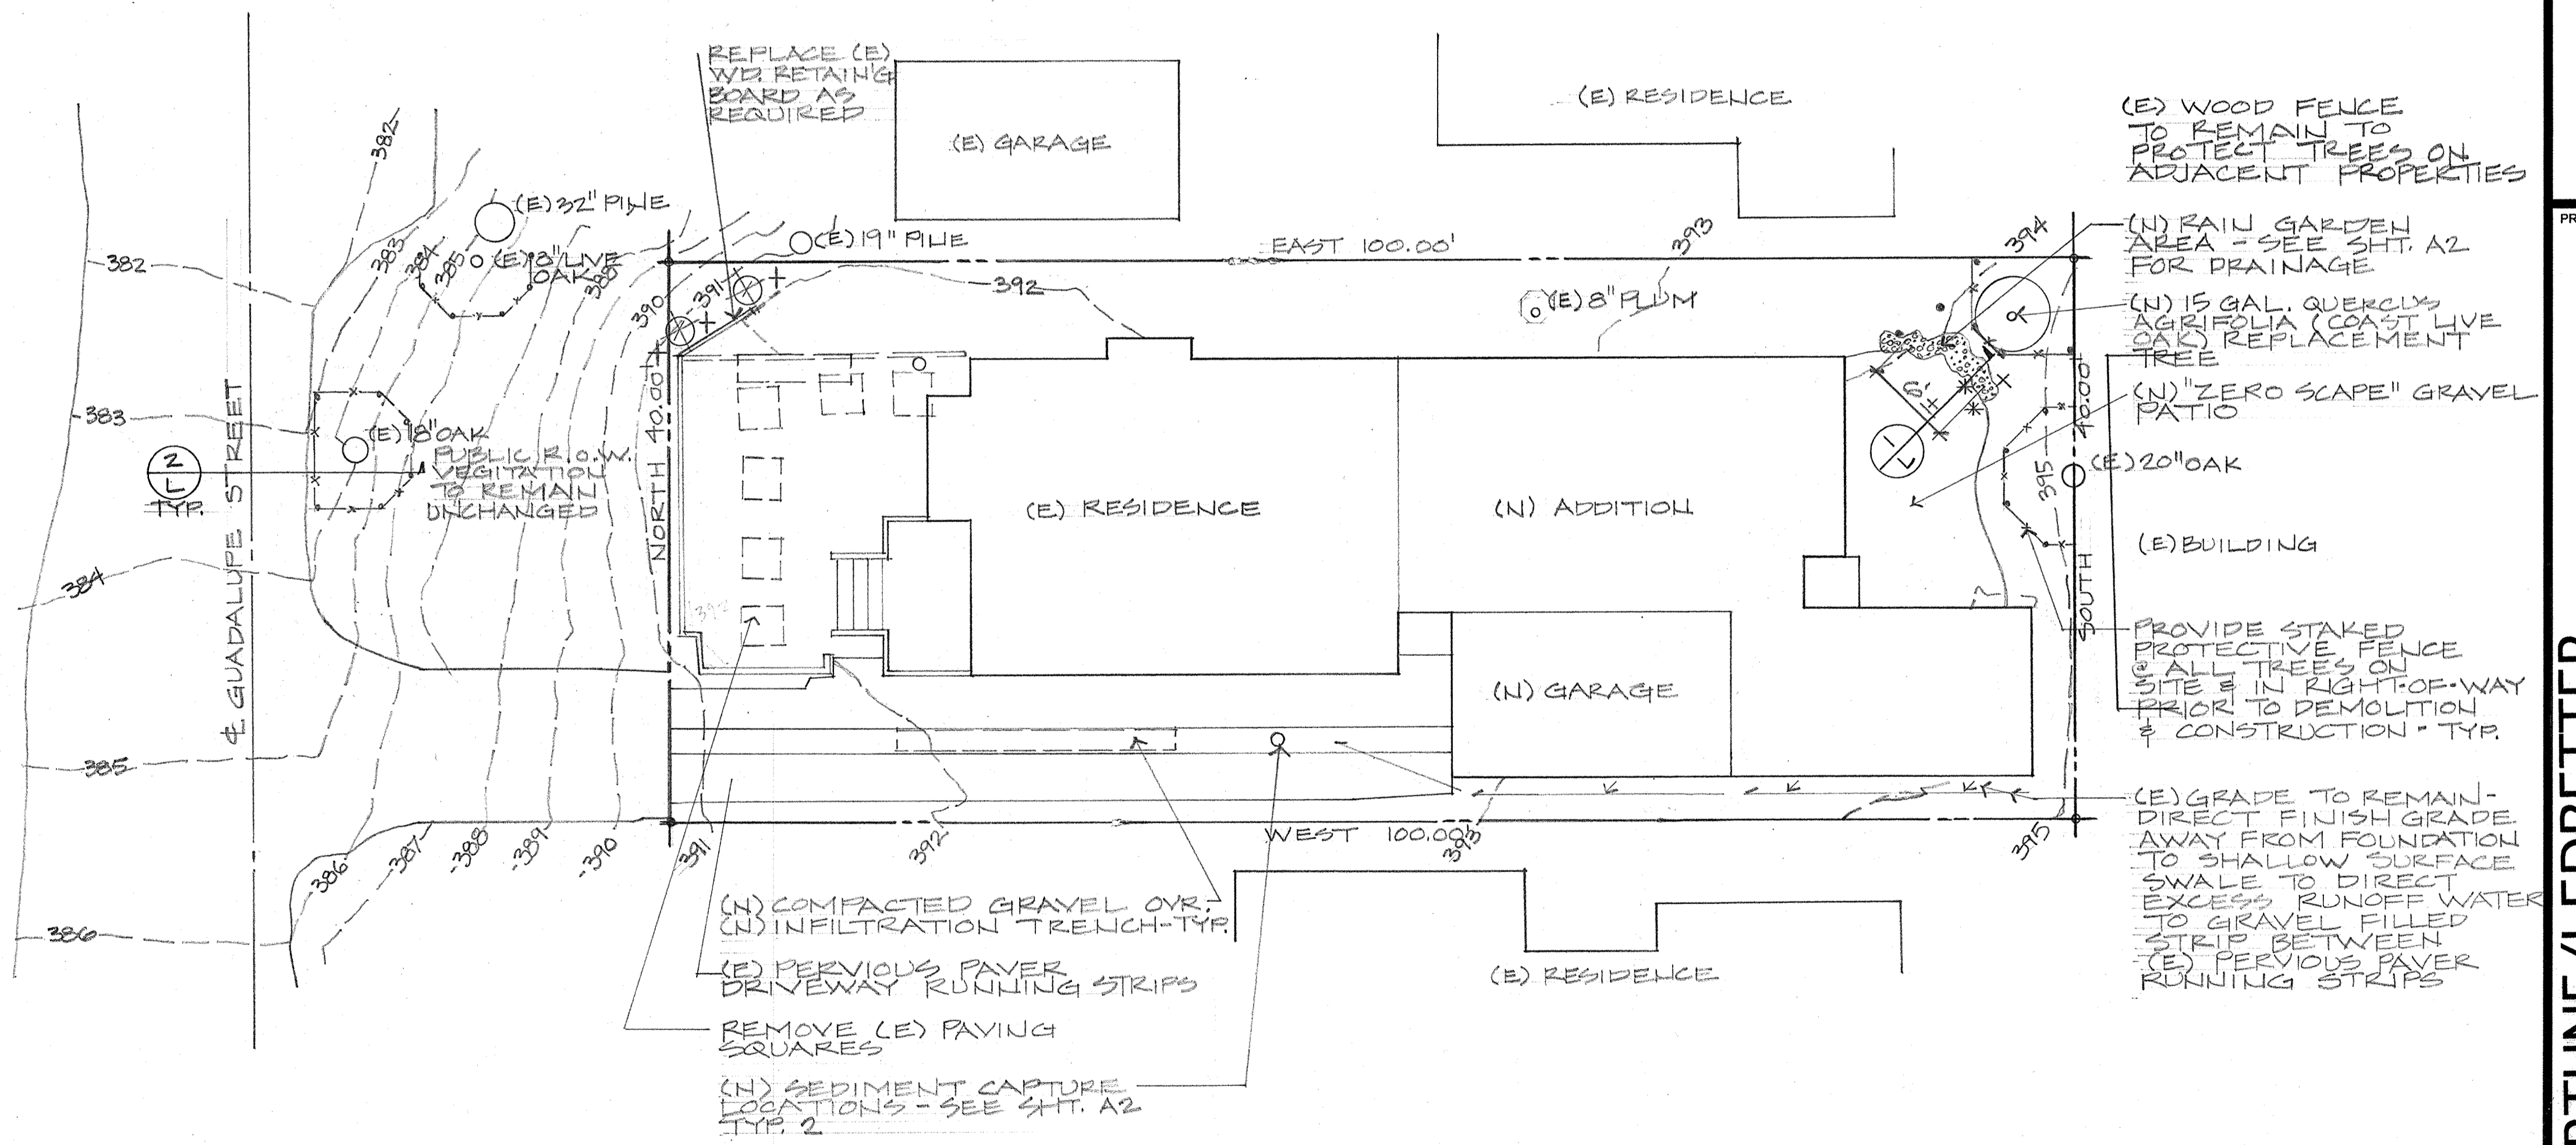 REPLACE (E)
WD. RETAIN'G
BOARD AS
REQUIRED
(E) GARAGE
(E) RESIDENCE
(E) WOOD FENCE
TO REMAIN TO
PROTECT TREES ON
ADJACENT PROPERTIES
382
(E) 32" PINE
(E) 19" PINE
EAST 100.00'
393
394
(N) RAIN GARDEN
AREA - SEE SHT. A2
FOR DRAINAGE
382
383
384
385
(E) 8" LIVE
OAK
389
390
391
392
(E) 8" PLUM
(N) 15 GAL. QUERCUS
AGRIFOLIA (COAST LIVE
OAK) REPLACEMENT
TREE
(N) "ZERO SCAPE" GRAVEL
PATIO
383
℄ GUADALUPE STREET
(E) 18" OAK
PUBLIC R.O.W.
VEGITATION
TO REMAIN
UNCHANGED
2
L
TYP.
NORTH 40.00'
8'±
1
L
395
SOUTH 40.00'
(E) 20" OAK
(E) RESIDENCE
(N) ADDITION
(E) BUILDING
384
392
(N) GARAGE
PROVIDE STAKED
PROTECTIVE FENCE
@ ALL TREES ON
SITE & IN RIGHT-OF-WAY
PRIOR TO DEMOLITION
& CONSTRUCTION - TYP.
385
386
386
387
388
389
390
391
392
WEST 100.00'
393
395
(E) GRADE TO REMAIN -
DIRECT FINISH GRADE
AWAY FROM FOUNDATION
TO SHALLOW SURFACE
SWALE TO DIRECT
EXCESS RUNOFF WATER
TO GRAVEL FILLED
STRIP BETWEEN
(E) PERVIOUS PAVER
RUNNING STRIPS
(N) COMPACTED GRAVEL OVR.
(N) INFILTRATION TRENCH-TYP.
(E) PERVIOUS PAVER
DRIVEWAY RUNNING STRIPS
(E) RESIDENCE
REMOVE (E) PAVING
SQUARES
(N) SEDIMENT CAPTURE
LOCATIONS - SEE SHT. A2
TYP. 2
PR